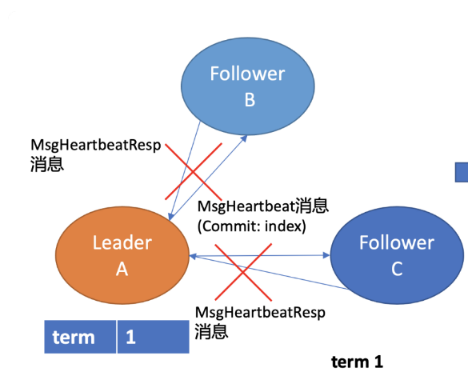 Follower
B
MsgHeartbeatResp
消息
MsgHeartbeat消息
(Commit: index)
Leader
A
Follower
C
MsgHeartbeatResp
消息
term 1
term 1